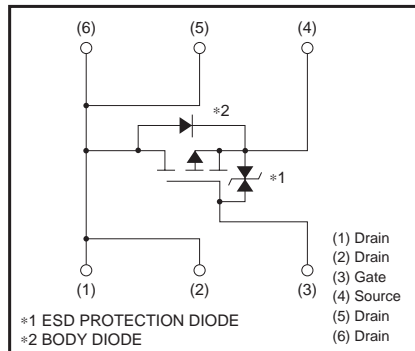 (6) (5) (4)
∗2
∗1
(1) (2) (3)
(1) Drain
(2) Drain
(3) Gate
(4) Source
(5) Drain
(6) Drain
∗1 ESD PROTECTION DIODE
∗2 BODY DIODE